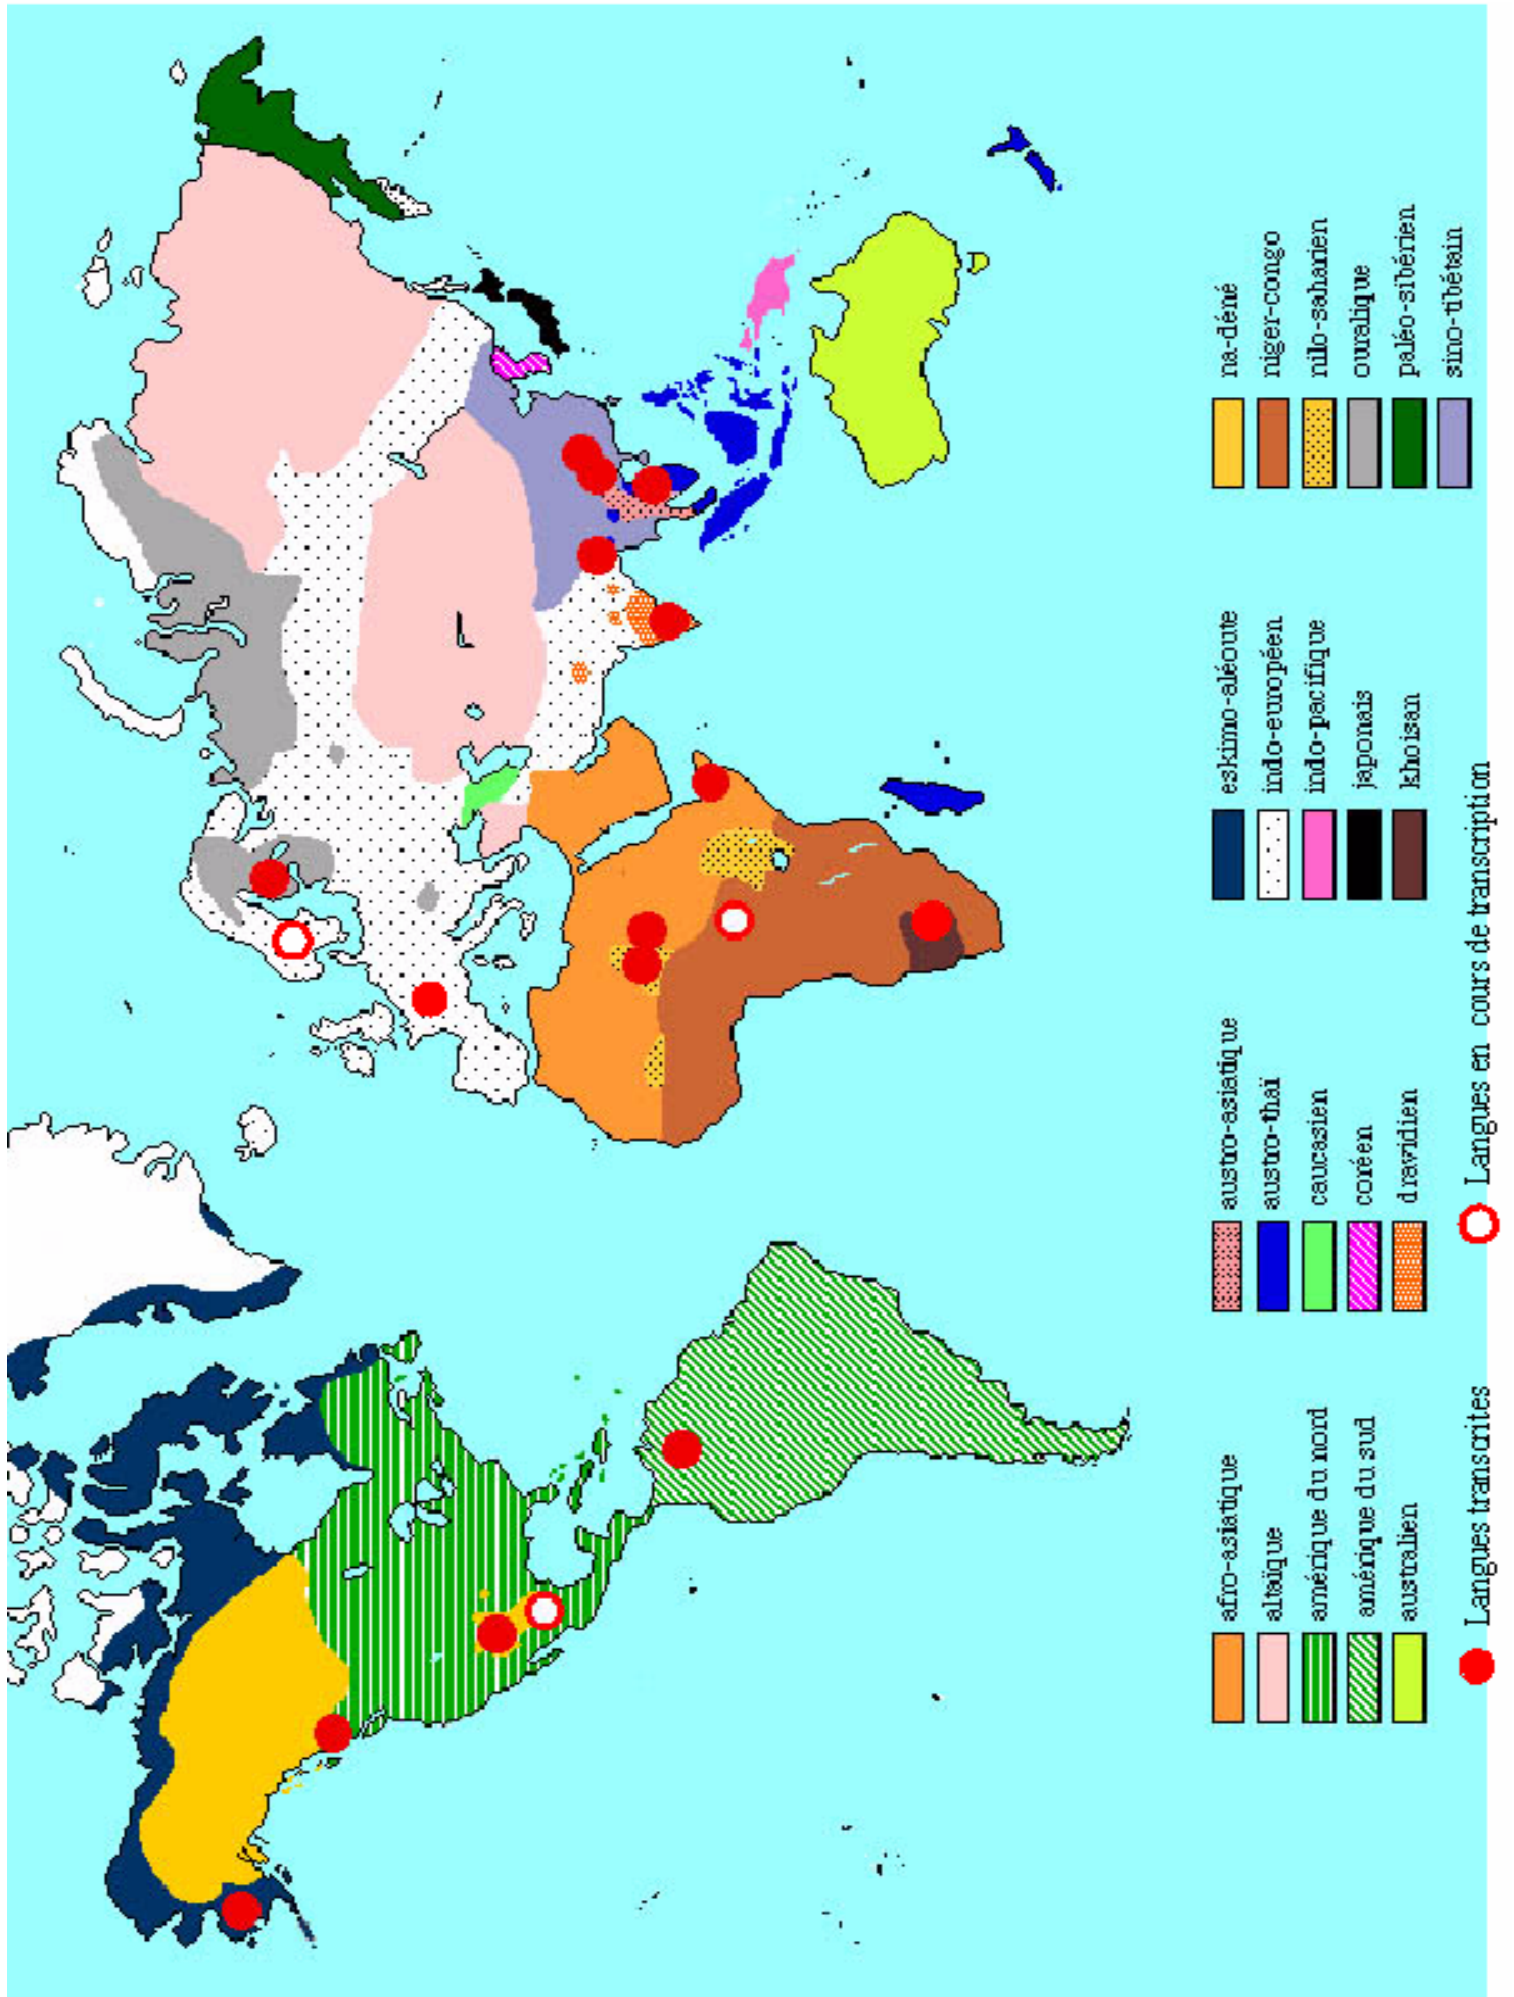 afro-asiatique
altaïque
amérique du nord
amérique du sud
australien
austro-asiatique
austro-thaï
caucasien
coréen
dravidien
eskimo-aléoute
indo-européen
indo-pacifique
japonais
khoisan
na-déné
niger-congo
nilo-saharien
ouralique
paléo-sibérien
sino-tibétain
Langues transcrites
Langues en cours de transcription